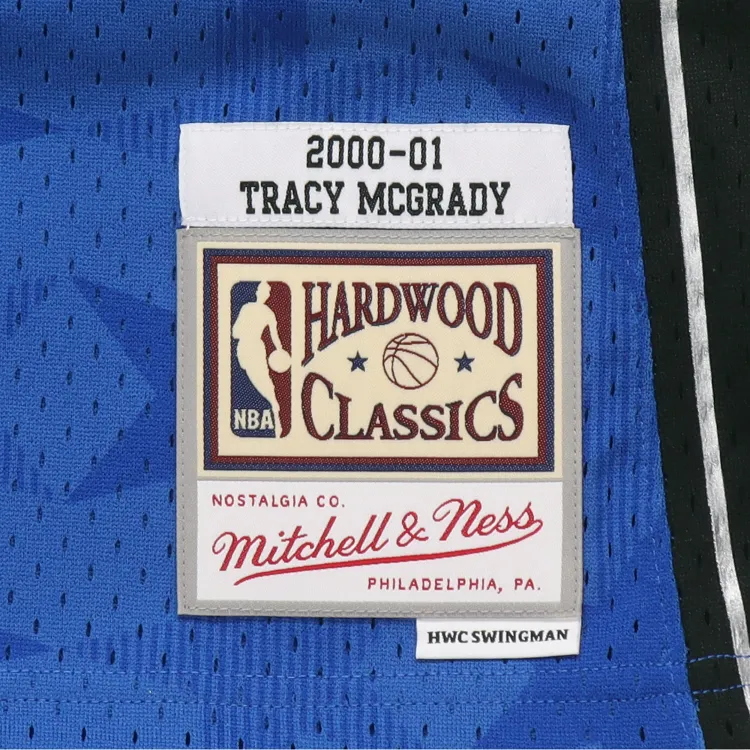 2000-01
TRACY MCGRADY
HARDWOOD
CLASSICS
NBA
NOSTALGIA CO.
Mitchell & Ness
PHILADELPHIA, PA.
HWC SWINGMAN